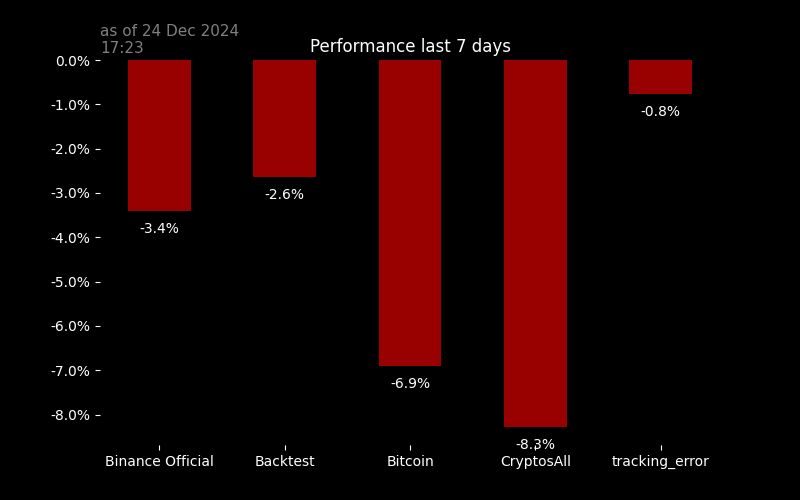 as of 24 Dec 2024
17:23
Performance last 7 days
0.0%
-1.0%
-2.0%
-3.0%
-4.0%
-5.0%
-6.0%
-7.0%
-8.0%
-3.4%
-2.6%
-6.9%
-8.3%
-0.8%
Binance Official
Backtest
Bitcoin
CryptosAll
tracking_error